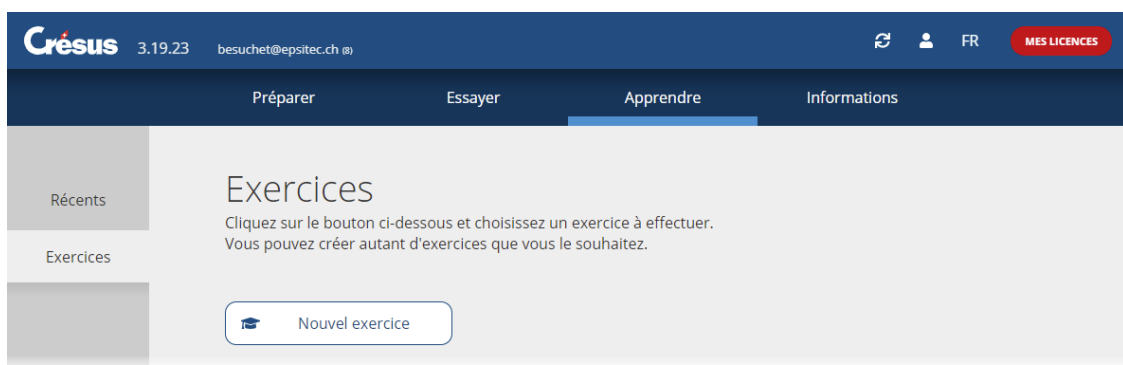 Crésus 3.19.23 besuchet@epsitec.ch (8) FR MES LICENCES
Préparer Essayer Apprendre Informations
Récents
Exercices
Exercices
Cliquez sur le bouton ci-dessous et choisissez un exercice à effectuer.
Vous pouvez créer autant d'exercices que vous le souhaitez.
Nouvel exercice